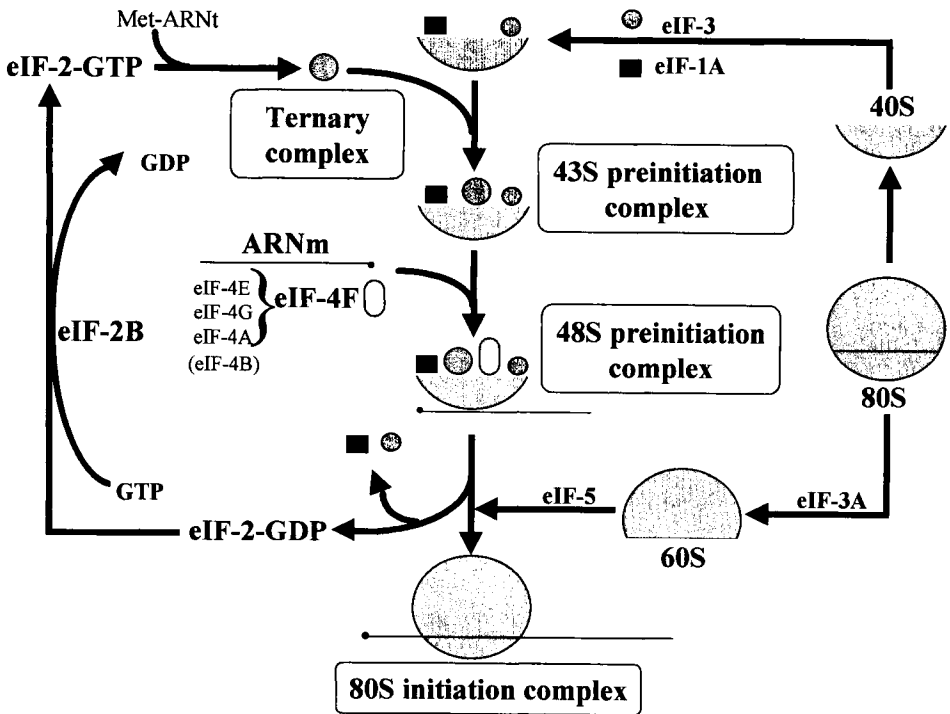 Met-ARNt
eIF-2-GTP
Ternary
complex
eIF-3
eIF-1A
40S
GDP
43S preinitiation
complex
ARNm
eIF-4E
eIF-4G
eIF-4A
(eIF-4B)
eIF-4F
eIF-2B
48S preinitiation
complex
80S
GTP
eIF-2-GDP
eIF-5
eIF-3A
60S
80S initiation complex